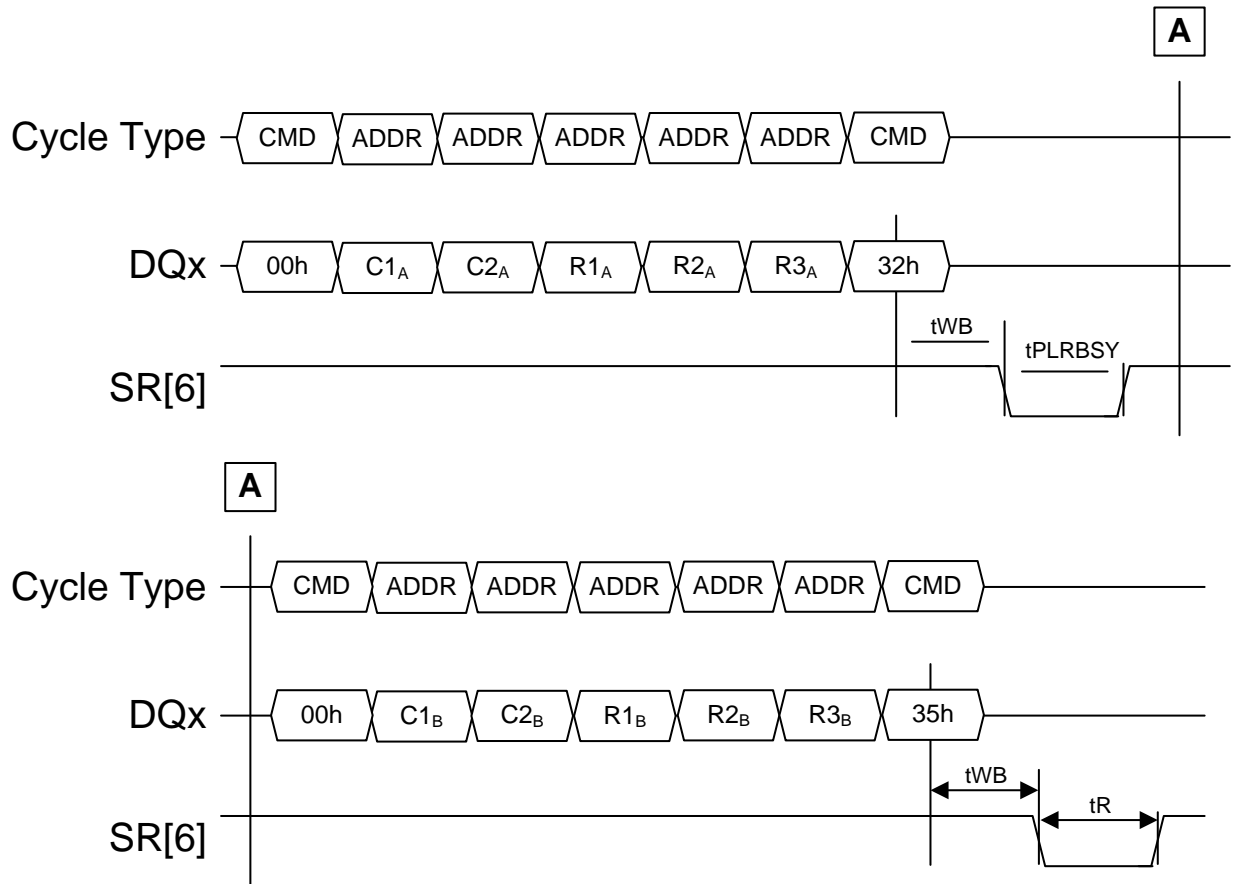 A
Cycle Type CMD ADDR ADDR ADDR ADDR ADDR CMD
DQx 00h C1A C2A R1A R2A R3A 32h
tWB
tPLRBSY
SR[6]
A
Cycle Type CMD ADDR ADDR ADDR ADDR ADDR CMD
DQx 00h C1B C2B R1B R2B R3B 35h
tWB
tR
SR[6]